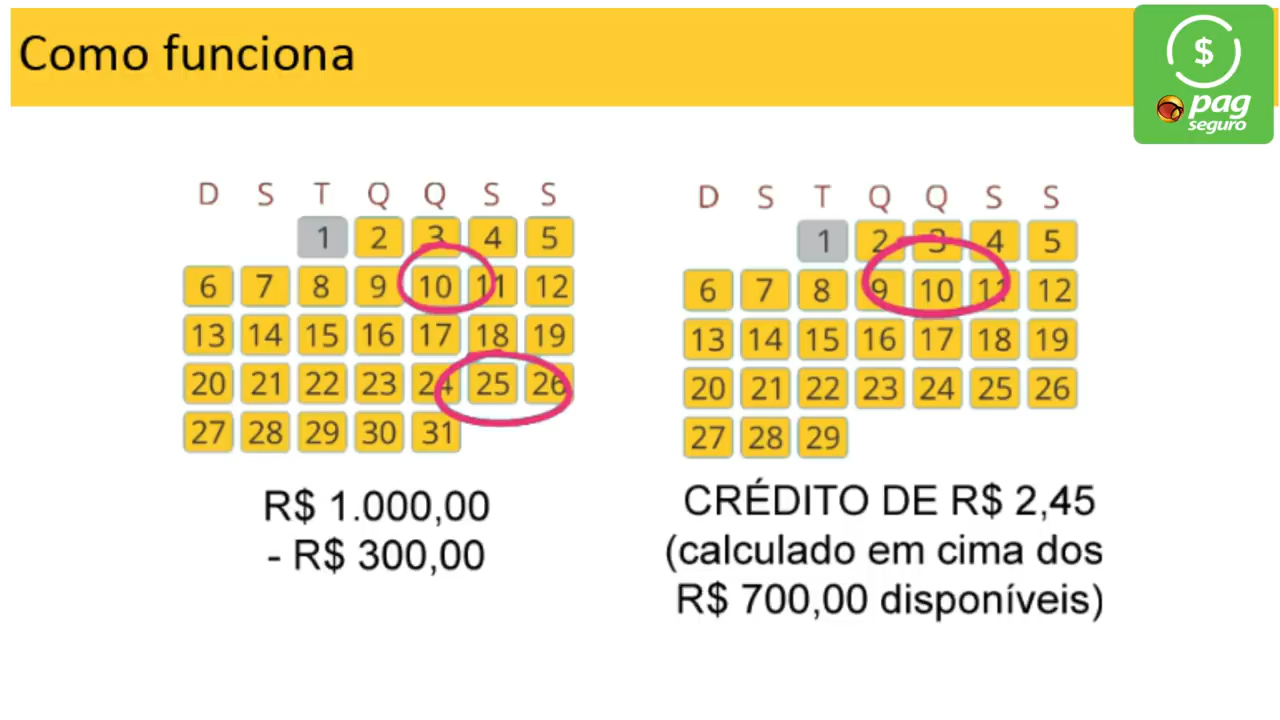 Como funciona
$
pag
seguro
D S T Q Q S S
1 2 3 4 5
6 7 8 9 10 11 12
13 14 15 16 17 18 19
20 21 22 23 24 25 26
27 28 29 30 31
R$ 1.000,00
- R$ 300,00
D S T Q Q S S
1 2 3 4 5
6 7 8 9 10 11 12
13 14 15 16 17 18 19
20 21 22 23 24 25 26
27 28 29
CRÉDITO DE R$ 2,45
(calculado em cima dos
R$ 700,00 disponíveis)